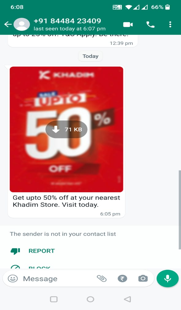 6:08
66%
+91 84484 23409
last seen today at 6:07 pm
12:39 pm
Today
KHADIM
SALE
UPTO
50%
71 KB
OFF
Get upto 50% off at your nearest
Khadim Store. Visit today.
6:05 pm
The sender is not in your contact list
REPORT
BLOCK
Message